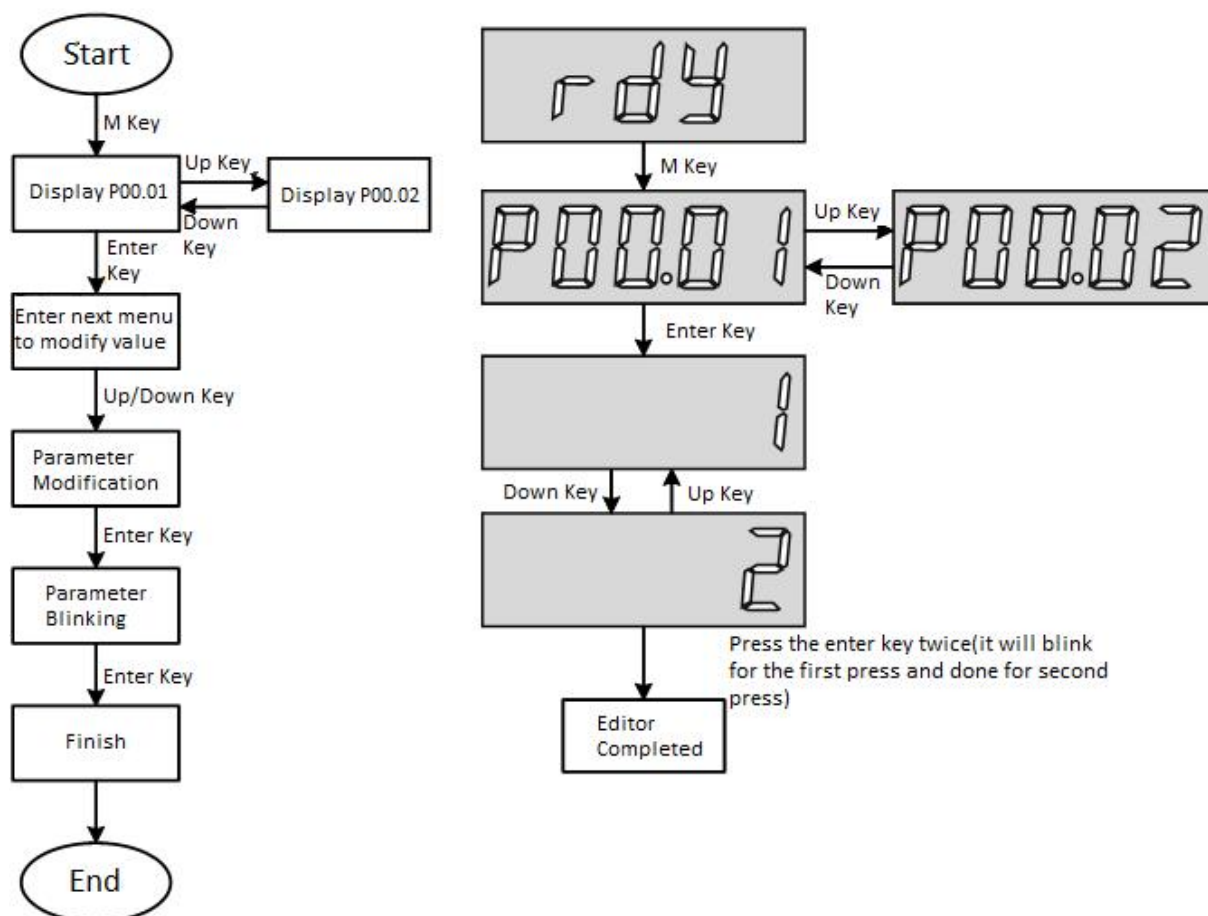 Start
M Key
Display P00.01
Up Key
Display P00.02
Down
Key
Enter
Key
Enter next menu
to modify value
Up/Down Key
Parameter
Modification
Enter Key
Parameter
Blinking
Enter Key
Finish
End
rdy
M Key
P00.01
Up Key
P00.02
Down
Key
Enter Key
1
Down Key
Up Key
2
Press the enter key twice(it will blink
for the first press and done for second
press)
Editor
Completed